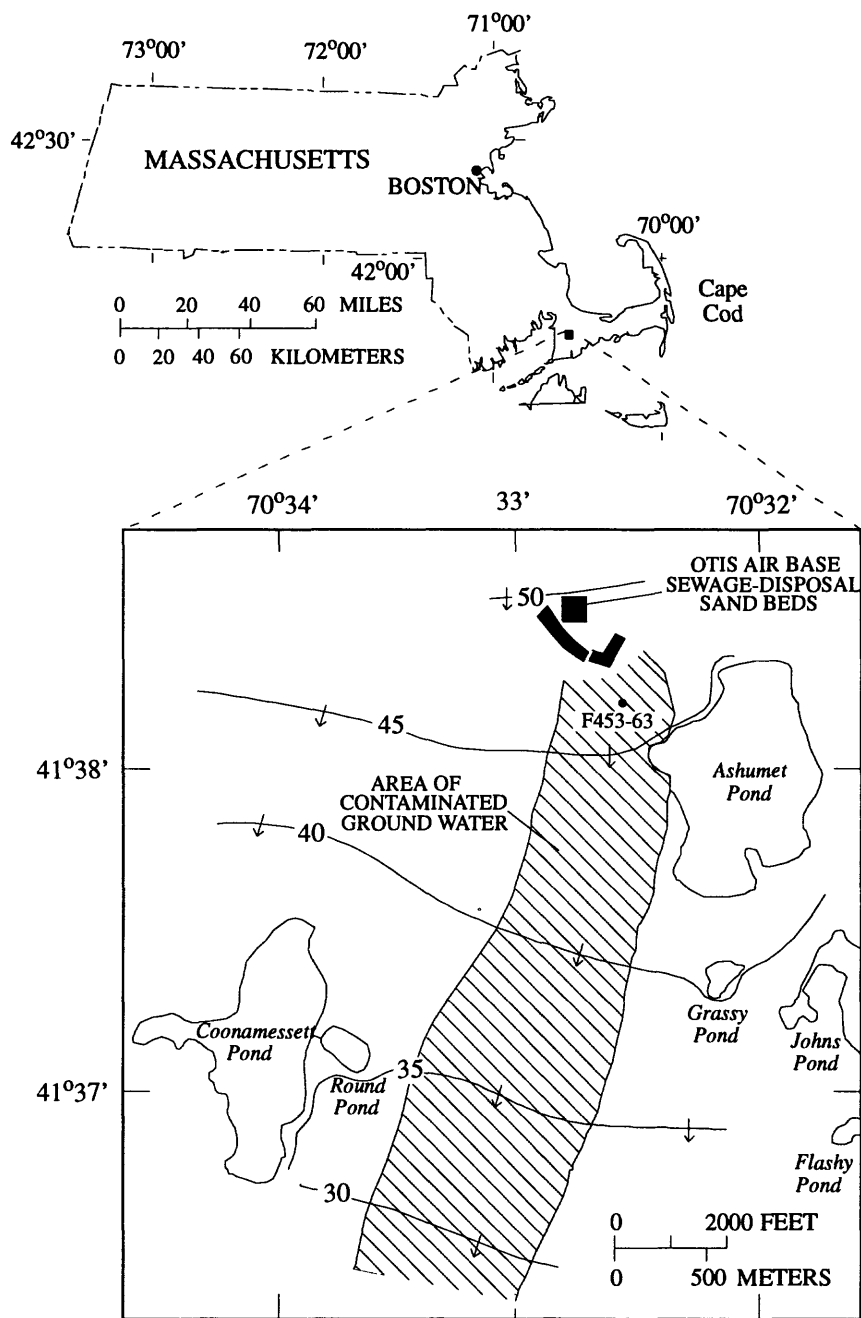 71°00'
73°00' 72°00'
42°30'
MASSACHUSETTS
BOSTON
70°00'
42°00'
Cape
Cod
0 20 40 60 MILES
0 20 40 60 KILOMETERS
70°34' 33' 70°32'
OTIS AIR BASE
SEWAGE-DISPOSAL
SAND BEDS
50
F453-63
45
41°38'
Ashumet
Pond
AREA OF
CONTAMINATED
GROUND WATER
40
Grassy
Pond
Johns
Pond
Coonamessett
Pond
35
41°37'
Round
Pond
Flashy
Pond
30
0 2000 FEET
0 500 METERS